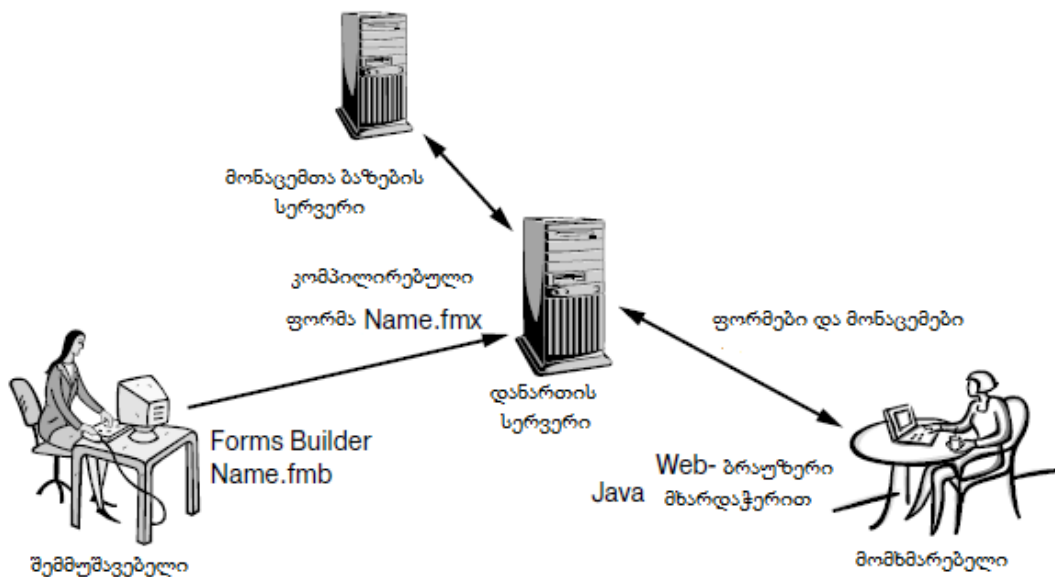 მონაცემთა ბაზების
სერვერი
კომპილირებული
ფორმა Name.fmx
ფორმები და მონაცემები
დანართის
სერვერი
Forms Builder
Name.fmb
Web- ბრაუზერი
Java მხარდაჭერით
შემმუშავებელი
მომხმარებელი